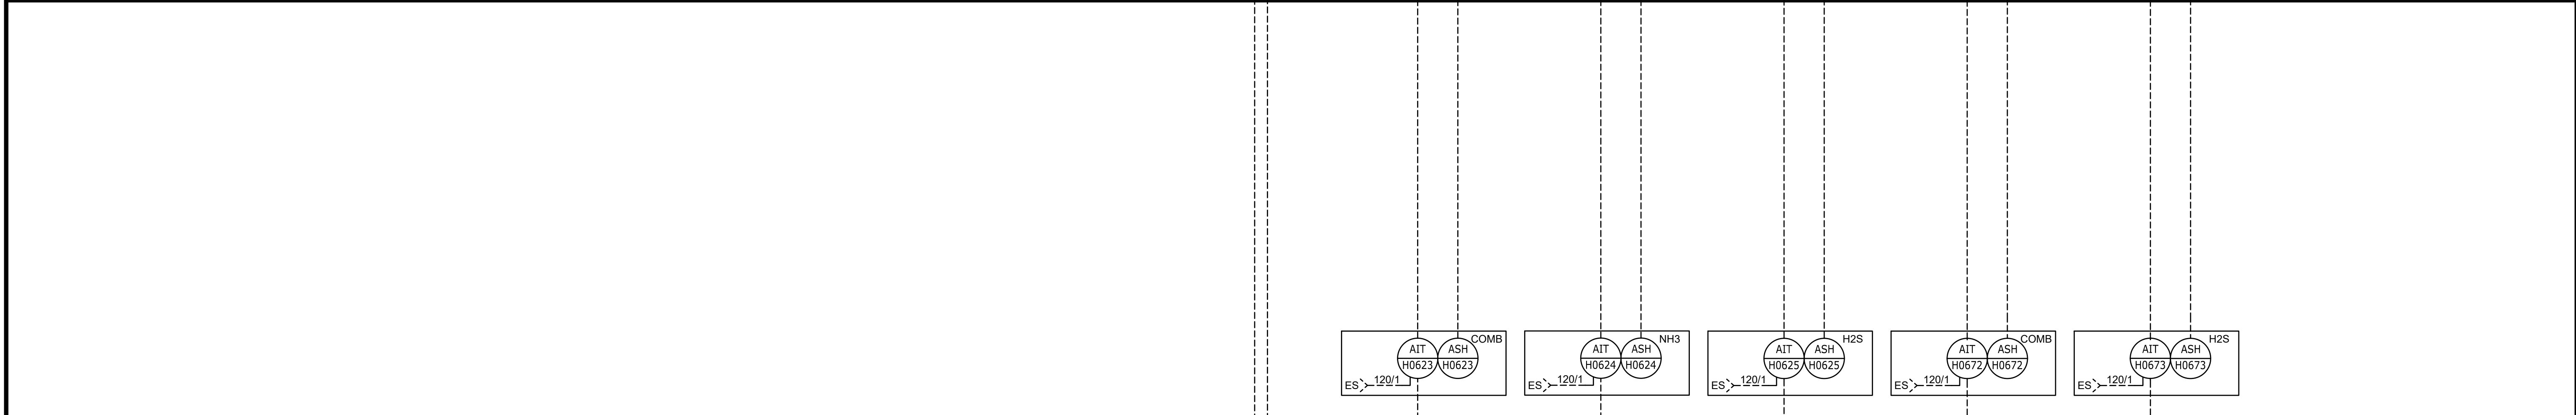 COMB
AIT ASH
H0623 H0623
ES 120/1
NH3
AIT ASH
H0624 H0624
ES 120/1
H2S
AIT ASH
H0625 H0625
ES 120/1
COMB
AIT ASH
H0672 H0672
ES 120/1
H2S
AIT ASH
H0673 H0673
ES 120/1